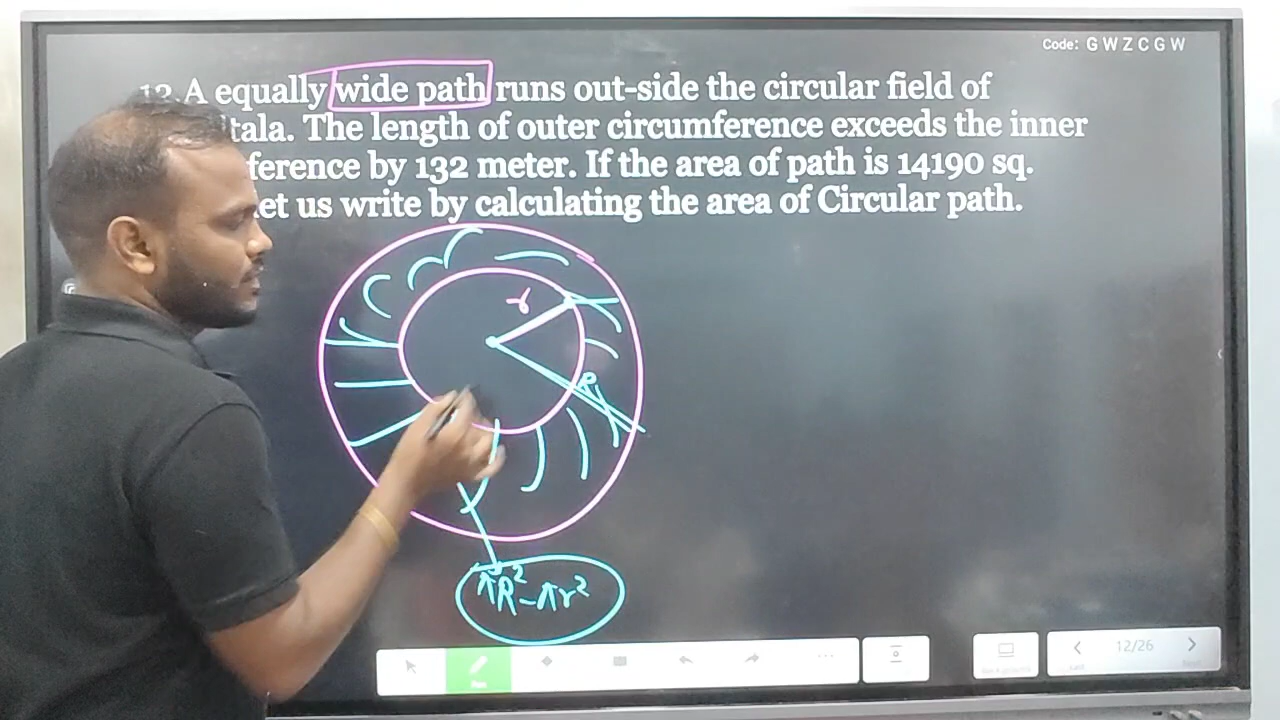 Code: GWZCGW
12.A equally wide path runs out-side the circular field of
tala. The length of outer circumference exceeds the inner
ference by 132 meter. If the area of path is 14190 sq.
et us write by calculating the area of Circular path.
r
R
πR²-πr²
12/26